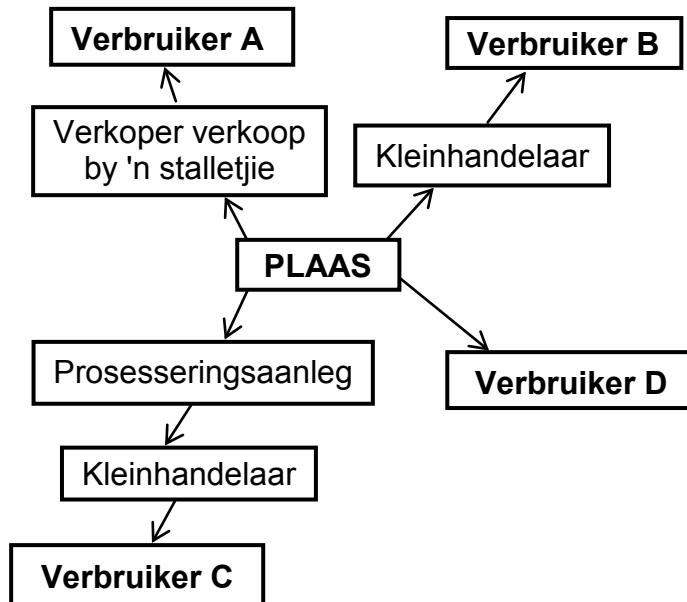 Verbruiker A
Verbruiker B
Verkoper verkoop
by 'n stalletjie
Kleinhandelaar
PLAAS
Prosesseringsaanleg
Verbruiker D
Kleinhandelaar
Verbruiker C